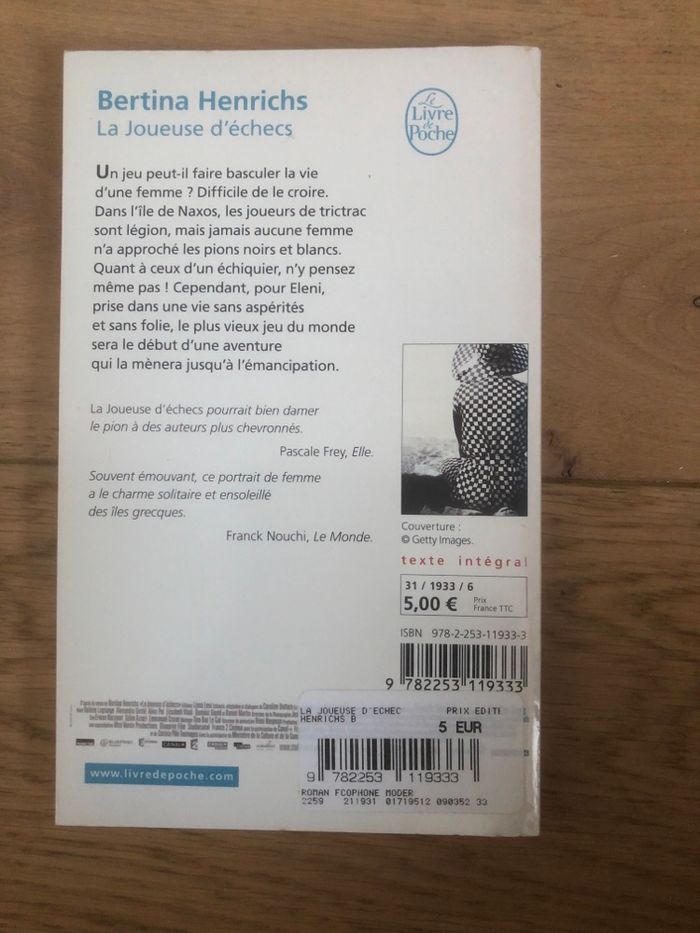 Bertina Henrichs
La Joueuse d'échecs
Le
Livre
de
Poche
Un jeu peut-il faire basculer la vie
d'une femme ? Difficile de le croire.
Dans l'île de Naxos, les joueurs de trictrac
sont légion, mais jamais aucune femme
n'a approché les pions noirs et blancs.
Quant à ceux d'un échiquier, n'y pensez
même pas ! Cependant, pour Eleni,
prise dans une vie sans aspérités
et sans folie, le plus vieux jeu du monde
sera le début d'une aventure
qui la mènera jusqu'à l'émancipation.
La Joueuse d'échecs pourrait bien damer
le pion à des auteurs plus chevronnés.
Pascale Frey, Elle.
Souvent émouvant, ce portrait de femme
a le charme solitaire et ensoleillé
des îles grecques.
Franck Nouchi, Le Monde.
Couverture :
© Getty Images.
texte intégral
31 / 1933 / 6
5,00 €
Prix
France TTC
ISBN 978-2-253-11933-3
9 782253 119333
LA JOUEUSE D'ECHEC PRIX EDITE
HENRICHS B
5 EUR
9 782253 119333
ROMAN FCOPHONE MODER
2259 211931 01719512 090352 33
www.livredepoche.com